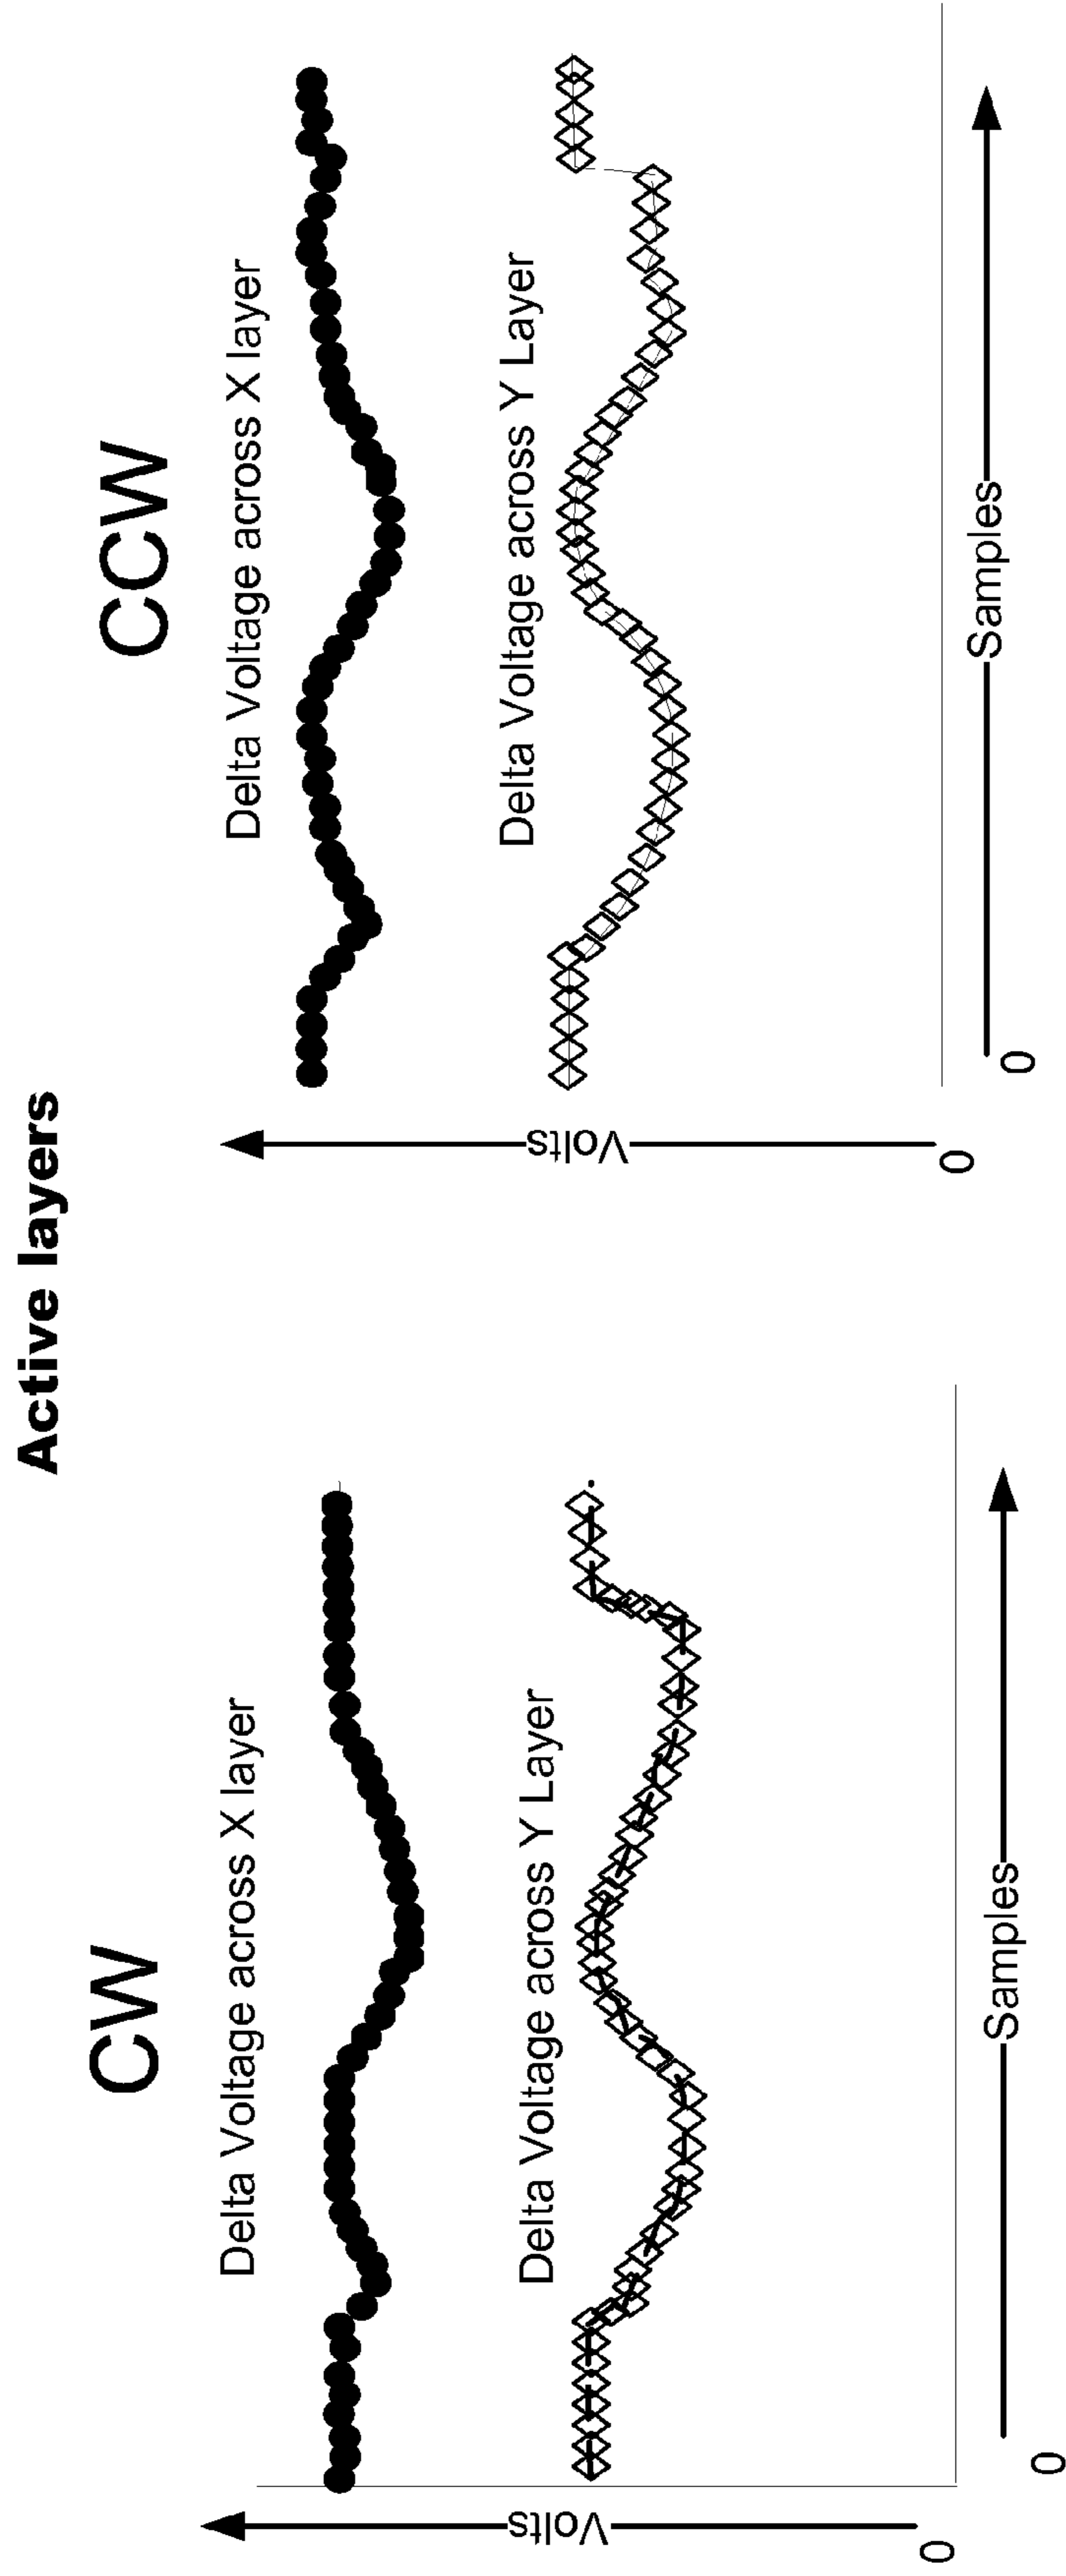 Active layers
CW
Delta Voltage across X layer
Delta Voltage across Y Layer
Volts
0
Samples
0
CCW
Delta Voltage across X layer
Delta Voltage across Y Layer
Volts
0
Samples
0